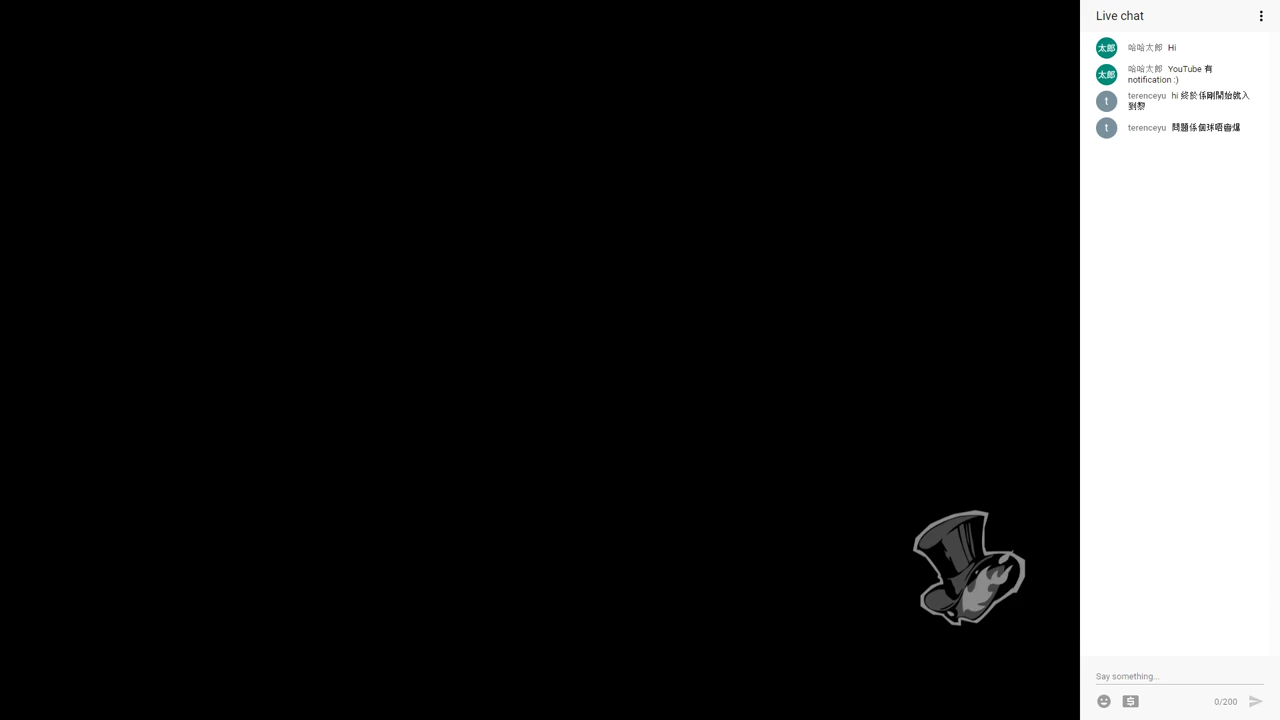 Live chat
太郎 哈哈太郎 Hi
太郎 哈哈太郎 YouTube 有
notification :)
t terenceyu hi 終於係剛開始就入
到黎
t terenceyu 問題係個球唔會爆
Say something...
0/200